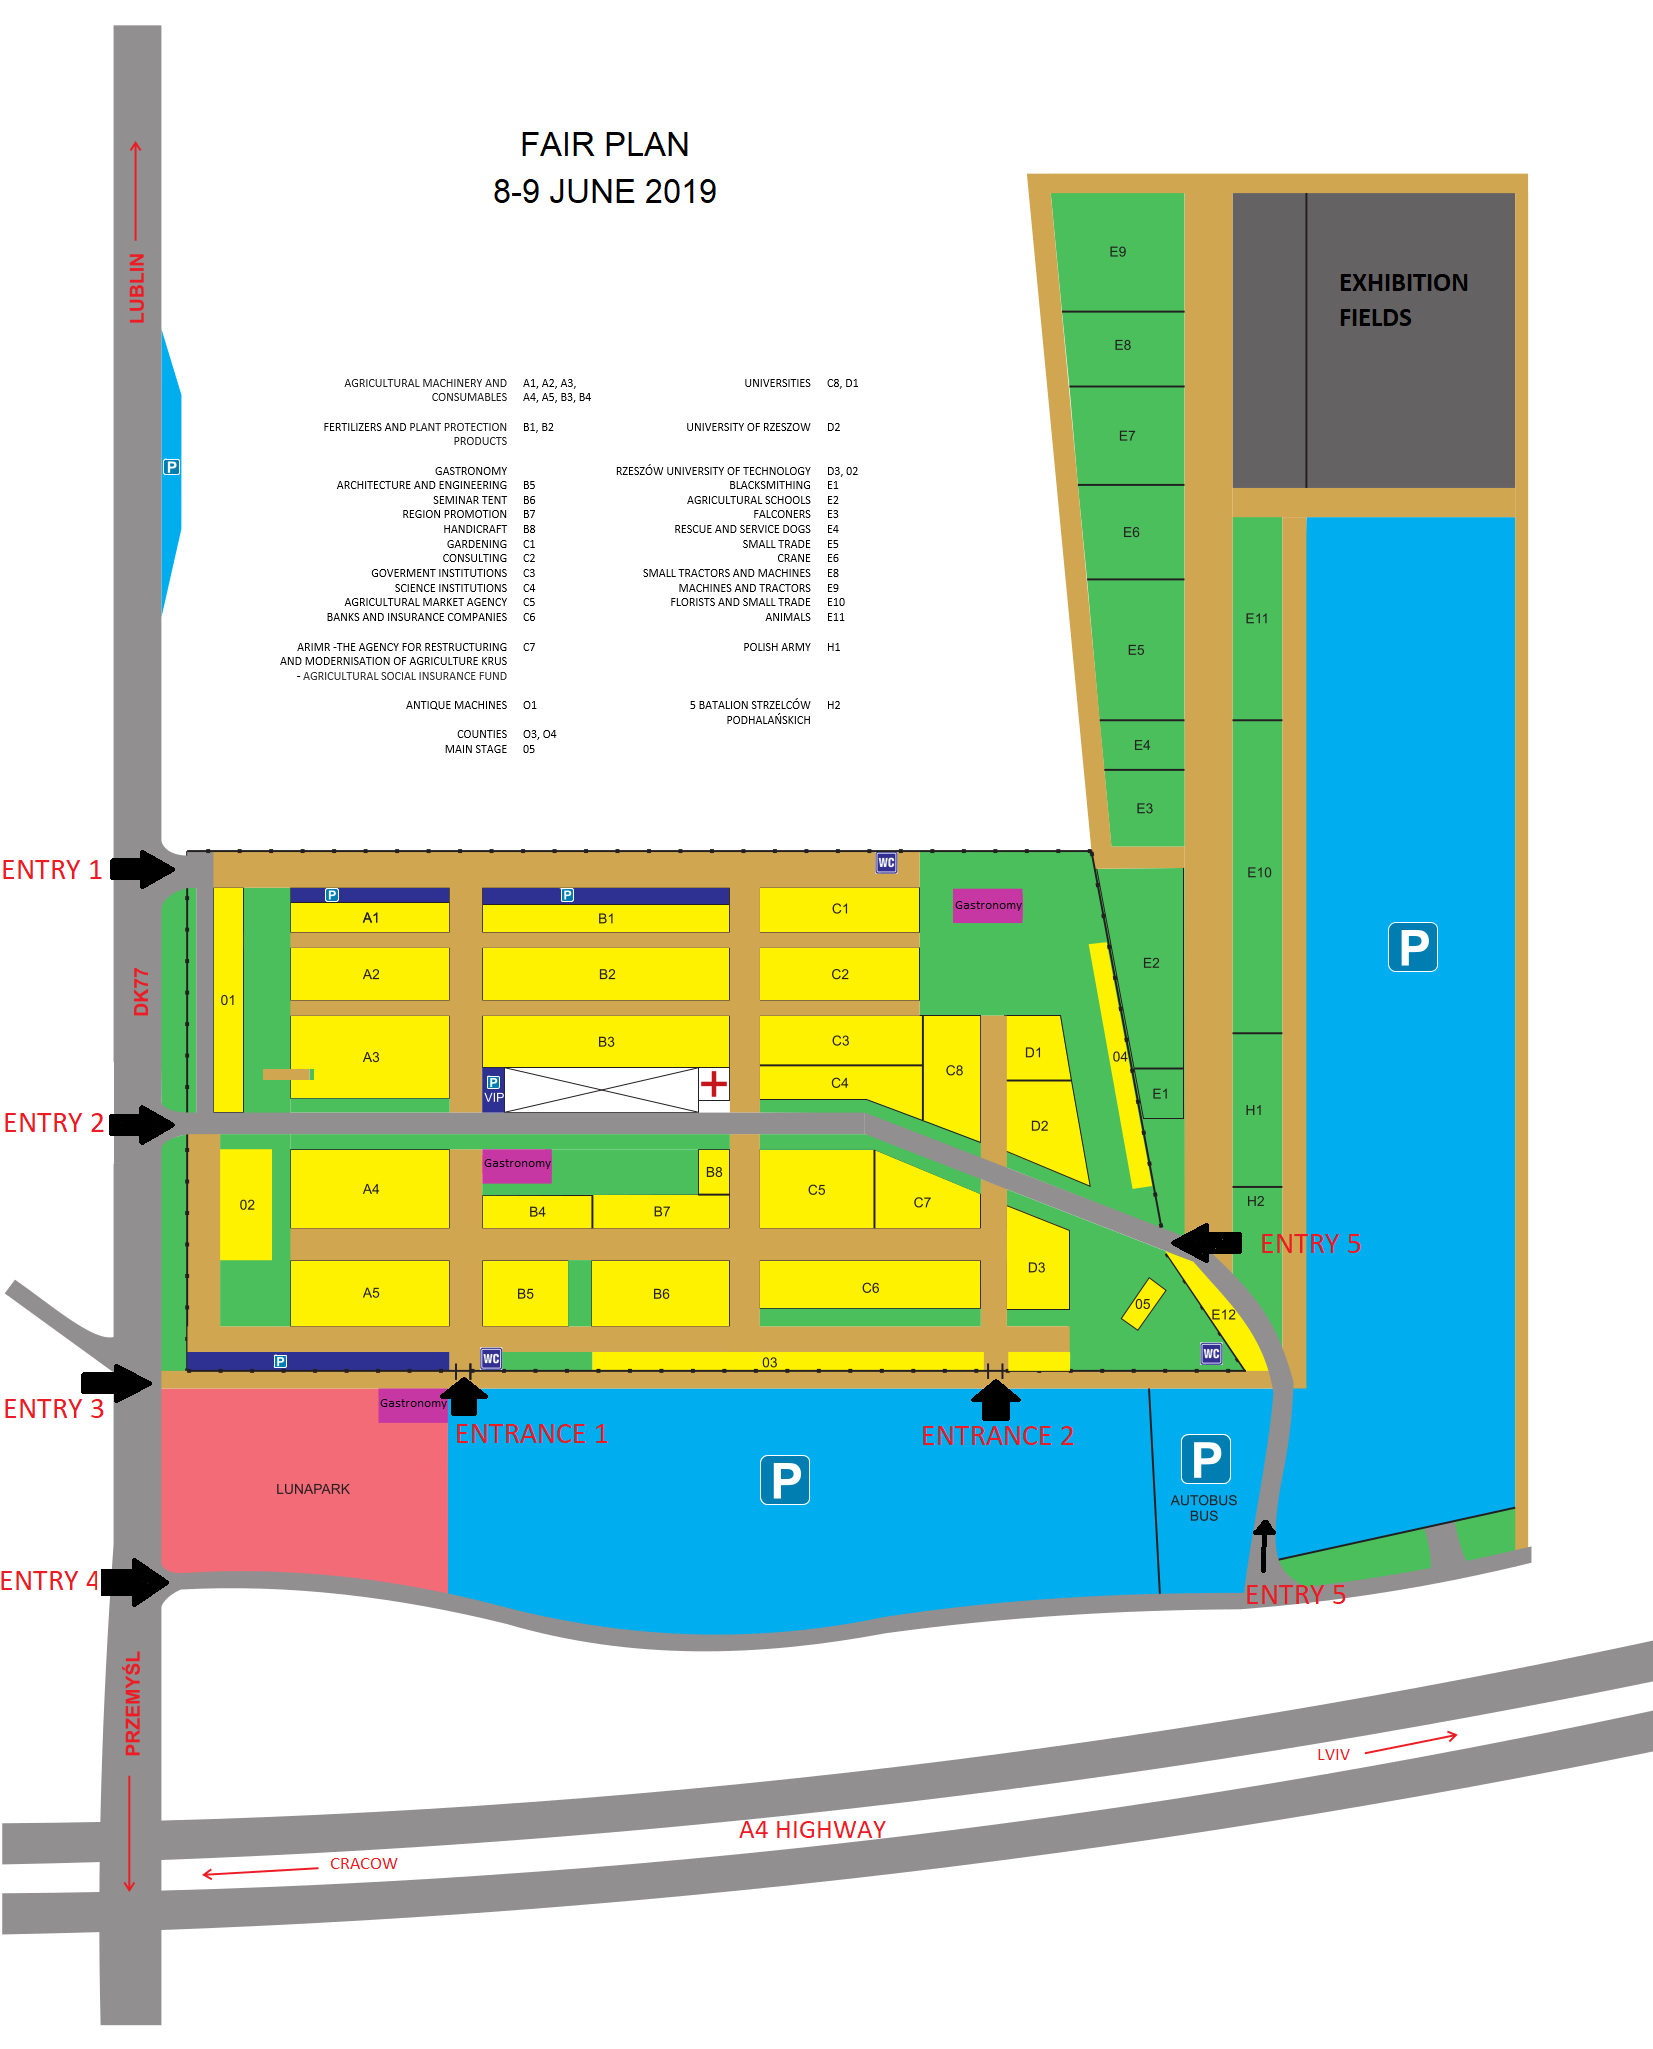 FAIR PLAN
8-9 JUNE 2019
LUBLIN
EXHIBITION
FIELDS
E9
E8
E7
E6
E5
E4
E3
E11
E10
H1
H2
P
AGRICULTURAL MACHINERY AND A1, A2, A3,
CONSUMABLES A4, A5, B3, B4
FERTILIZERS AND PLANT PROTECTION B1, B2
PRODUCTS
GASTRONOMY
ARCHITECTURE AND ENGINEERING B5
SEMINAR TENT B6
REGION PROMOTION B7
HANDICRAFT B8
GARDENING C1
CONSULTING C2
GOVERMENT INSTITUTIONS C3
SCIENCE INSTITUTIONS C4
AGRICULTURAL MARKET AGENCY C5
BANKS AND INSURANCE COMPANIES C6
ARIMR -THE AGENCY FOR RESTRUCTURING C7
AND MODERNISATION OF AGRICULTURE KRUS
- AGRICULTURAL SOCIAL INSURANCE FUND
ANTIQUE MACHINES O1
COUNTIES O3, O4
MAIN STAGE 05
UNIVERSITIES C8, D1
UNIVERSITY OF RZESZOW D2
RZESZÓW UNIVERSITY OF TECHNOLOGY D3, 02
BLACKSMITHING E1
AGRICULTURAL SCHOOLS E2
FALCONERS E3
RESCUE AND SERVICE DOGS E4
SMALL TRADE E5
CRANE E6
SMALL TRACTORS AND MACHINES E8
MACHINES AND TRACTORS E9
FLORISTS AND SMALL TRADE E10
ANIMALS E11
POLISH ARMY H1
5 BATALION STRZELCÓW H2
PODHALAŃSKICH
ENTRY 1
WC
P
P
A1
B1
C1
Gastronomy
A2
B2
C2
E2
P
DK77
01
A3
B3
C3
C4
C8
D1
04
P
VIP
E1
D2
ENTRY 2
Gastronomy
B8
A4
C5
C7
02
B4
B7
ENTRY 5
D3
A5
B5
B6
C6
05
E12
P
WC
03
WC
ENTRY 3
Gastronomy
ENTRANCE 1
ENTRANCE 2
LUNAPARK
P
P
AUTOBUS
BUS
ENTRY 4
ENTRY 5
PRZEMYŚL
LVIV
A4 HIGHWAY
CRACOW